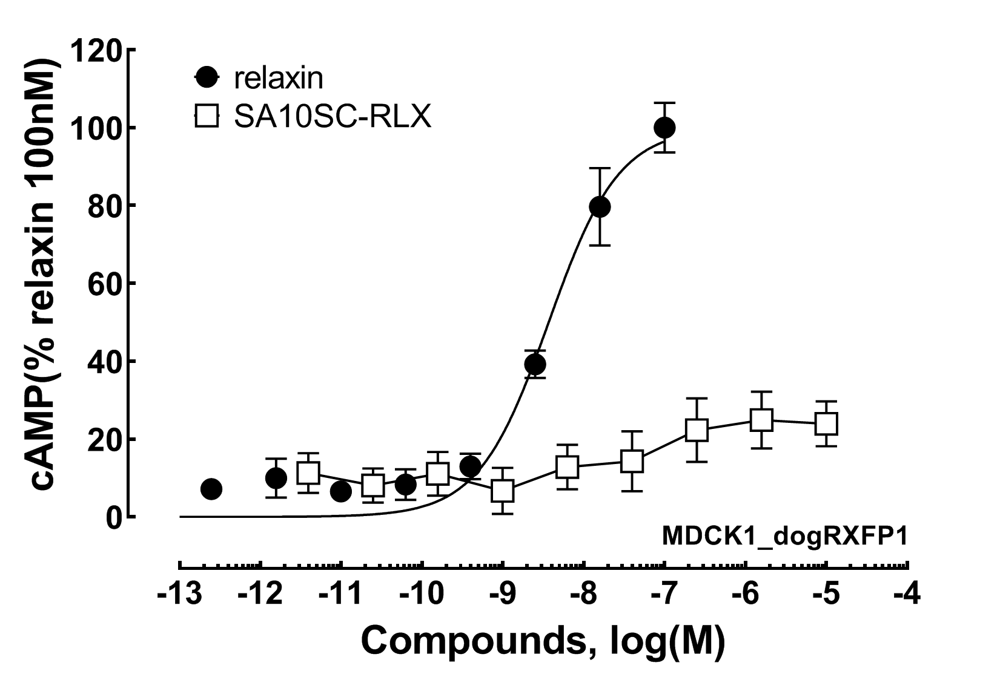 cAMP(% relaxin 100nM)
120
100
80
60
40
20
0
relaxin
SA10SC-RLX
MDCK1_dogRXFP1
-13 -12 -11 -10 -9 -8 -7 -6 -5 -4
Compounds, log(M)